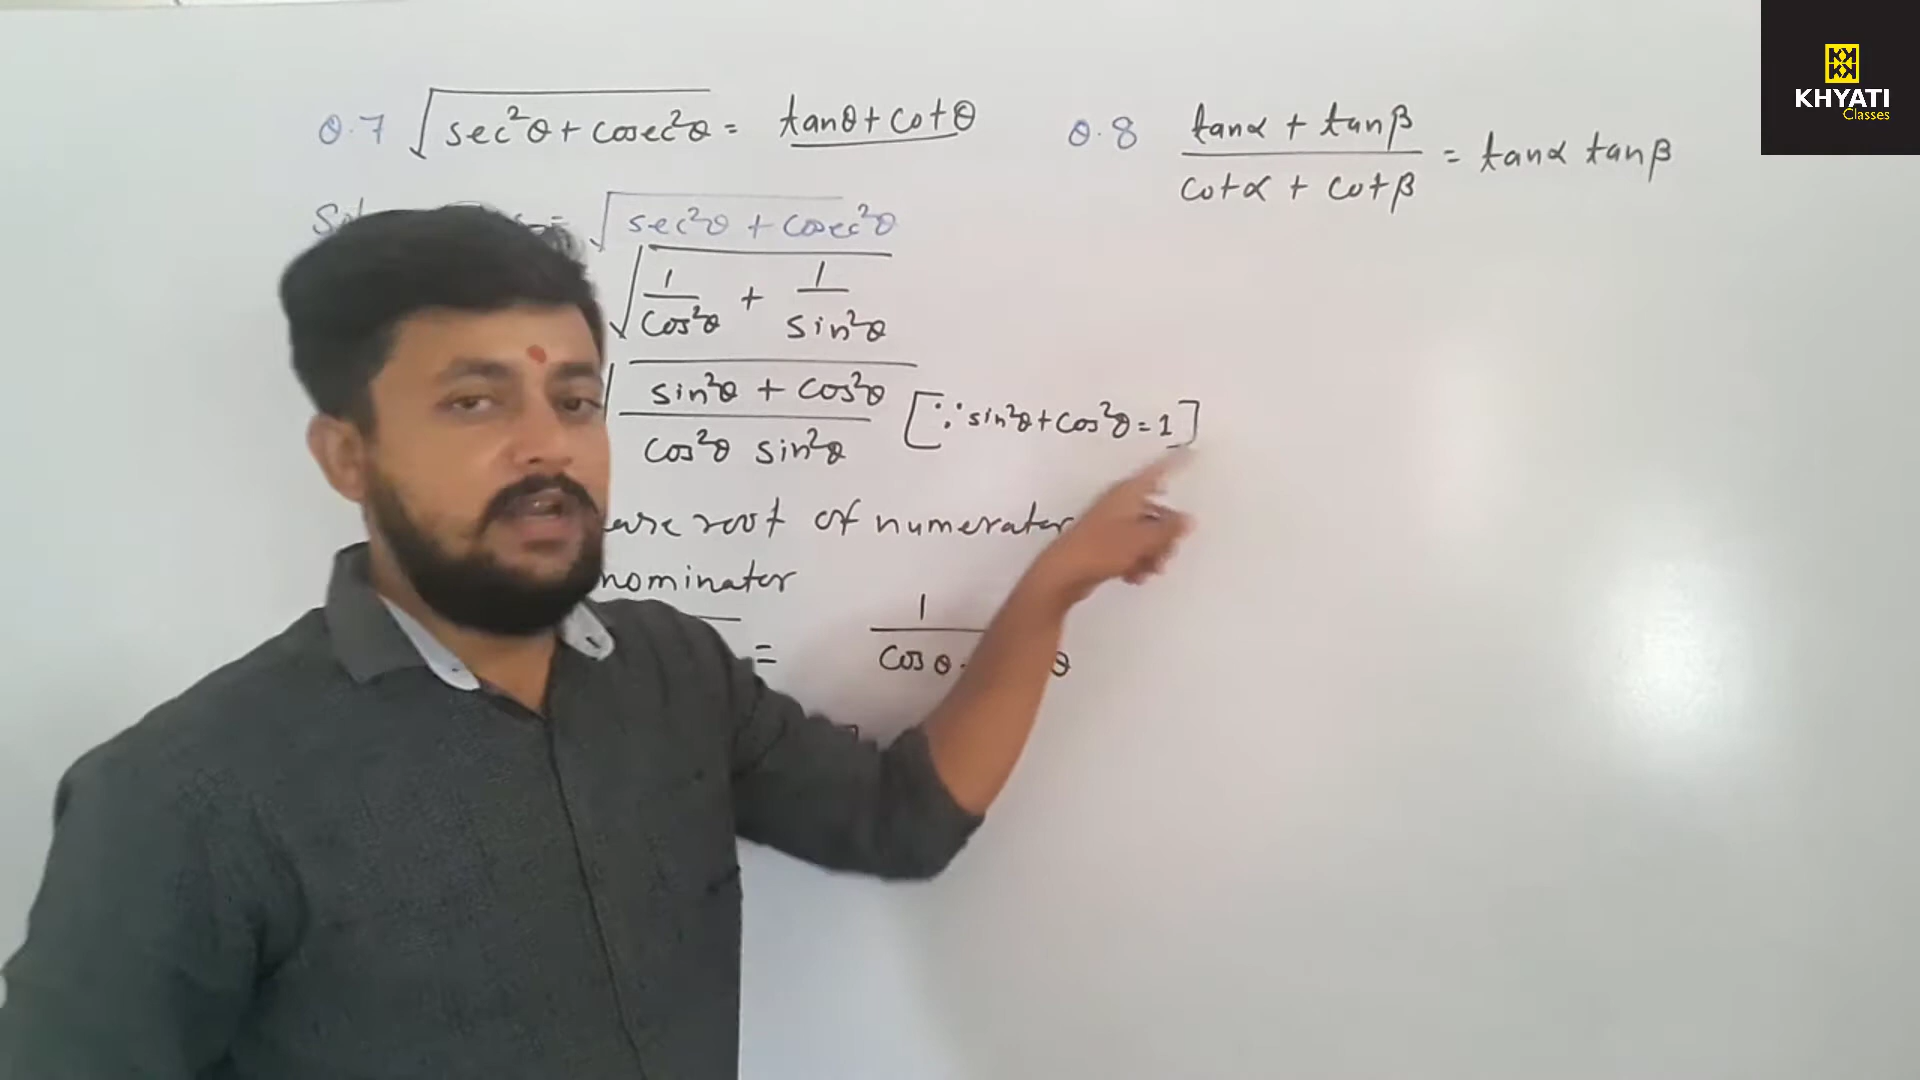 Q.7 √(sec²θ + cosec²θ) = tanθ + cotθ
= √(sec²θ + cosec²θ)
√(1/cos²θ + 1/sin²θ)
√((sin²θ + cos²θ)/(cos²θ sin²θ)) [∵ sin²θ + cos²θ = 1]
root of numerator
= 1/cosθ.
Q.8 (tanα + tanβ)/(cotα + cotβ) = tanα tanβ
KHYATI
Classes